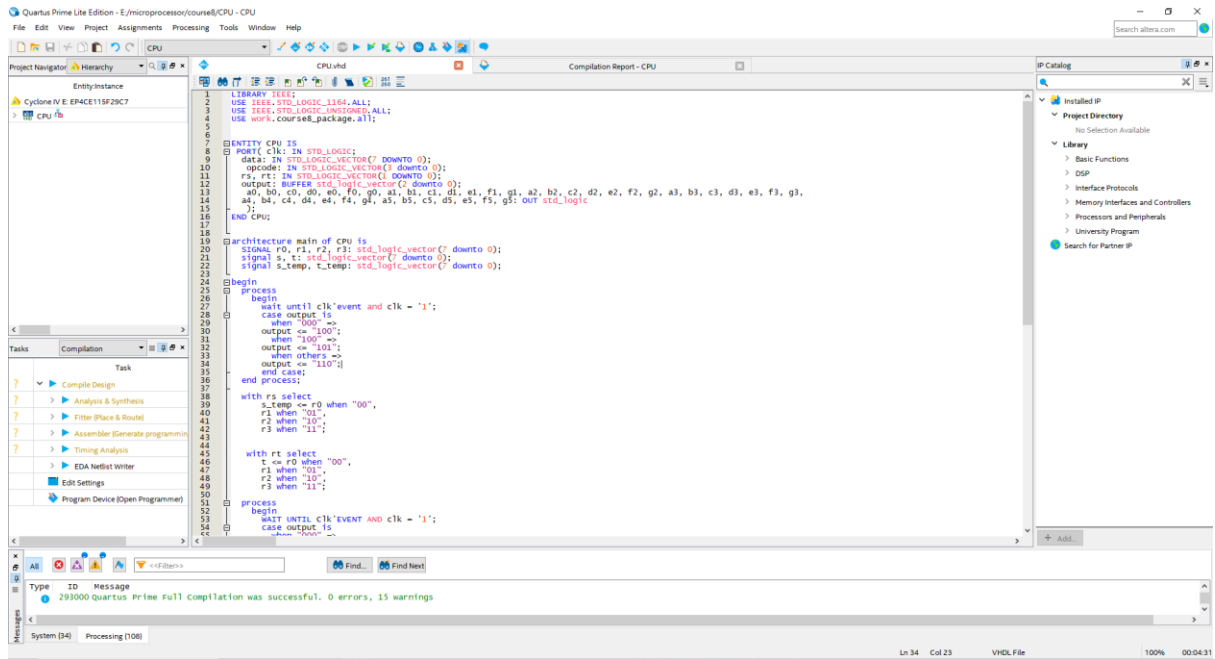 Quartus Prime Lite Edition - E:/microprocessor/course8/CPU - CPU
File Edit View Project Assignments Processing Tools Window Help
Search altera.com
CPU
Project Navigator Hierarchy
Entity:Instance
Cyclone IV E: EP4CE115F29C7
CPU
CPU.vhd
Compilation Report - CPU
1 LIBRARY IEEE;
2 USE IEEE.STD_LOGIC_1164.ALL;
3 USE IEEE.STD_LOGIC_UNSIGNED.ALL;
4 USE work.course8_package.all;
5
6
7 ENTITY CPU IS
8 PORT( clk: IN STD_LOGIC;
9 data: IN STD_LOGIC_VECTOR(7 DOWNTO 0);
10 opcode: IN STD_LOGIC_VECTOR(3 downto 0);
11 rs, rt: IN STD_LOGIC_VECTOR(1 DOWNTO 0);
12 output: BUFFER std_logic_vector(2 downto 0);
13 a0, b0, c0, d0, e0, f0, g0, a1, b1, c1, d1, e1, f1, g1, a2, b2, c2, d2, e2, f2, g2, a3, b3, c3, d3, e3, f3, g3,
14 a4, b4, c4, d4, e4, f4, g4, a5, b5, c5, d5, e5, f5, g5: OUT std_logic
15 );
16 END CPU;
17
18
19 architecture main of CPU is
20 SIGNAL r0, r1, r2, r3: std_logic_vector(7 downto 0);
21 signal s, t: std_logic_vector(7 downto 0);
22 signal s_temp, t_temp: std_logic_vector(7 downto 0);
23
24 begin
25 process
26 begin
27 wait until clk'event and clk = '1';
28 case output is
29 when "000" =>
30 output <= "100";
31 when "100" =>
32 output <= "101";
33 when others =>
34 output <= "110";
35 end case;
36 end process;
37
38 with rs select
39 s_temp <= r0 when "00",
40 r1 when "01",
41 r2 when "10",
42 r3 when "11";
43
44
45 with rt select
46 t <= r0 when "00",
47 r1 when "01",
48 r2 when "10",
49 r3 when "11";
50
51 process
52 begin
53 WAIT UNTIL clk'EVENT AND clk = '1';
54 case output is
55 when "000" =>
IP Catalog
Installed IP
Project Directory
No Selection Available
Library
Basic Functions
DSP
Interface Protocols
Memory Interfaces and Controllers
Processors and Peripherals
University Program
Search for Partner IP
+ Add...
Tasks Compilation
Task
Compile Design
Analysis & Synthesis
Fitter (Place & Route)
Assembler (Generate programmin
Timing Analysis
EDA Netlist Writer
Edit Settings
Program Device (Open Programmer)
All <<Filter>> Find... Find Next
Type ID Message
293000 Quartus Prime Full Compilation was successful. 0 errors, 15 warnings
Messages
System (34) Processing (108)
Ln 34 Col 23 VHDL File 100% 00:04:31